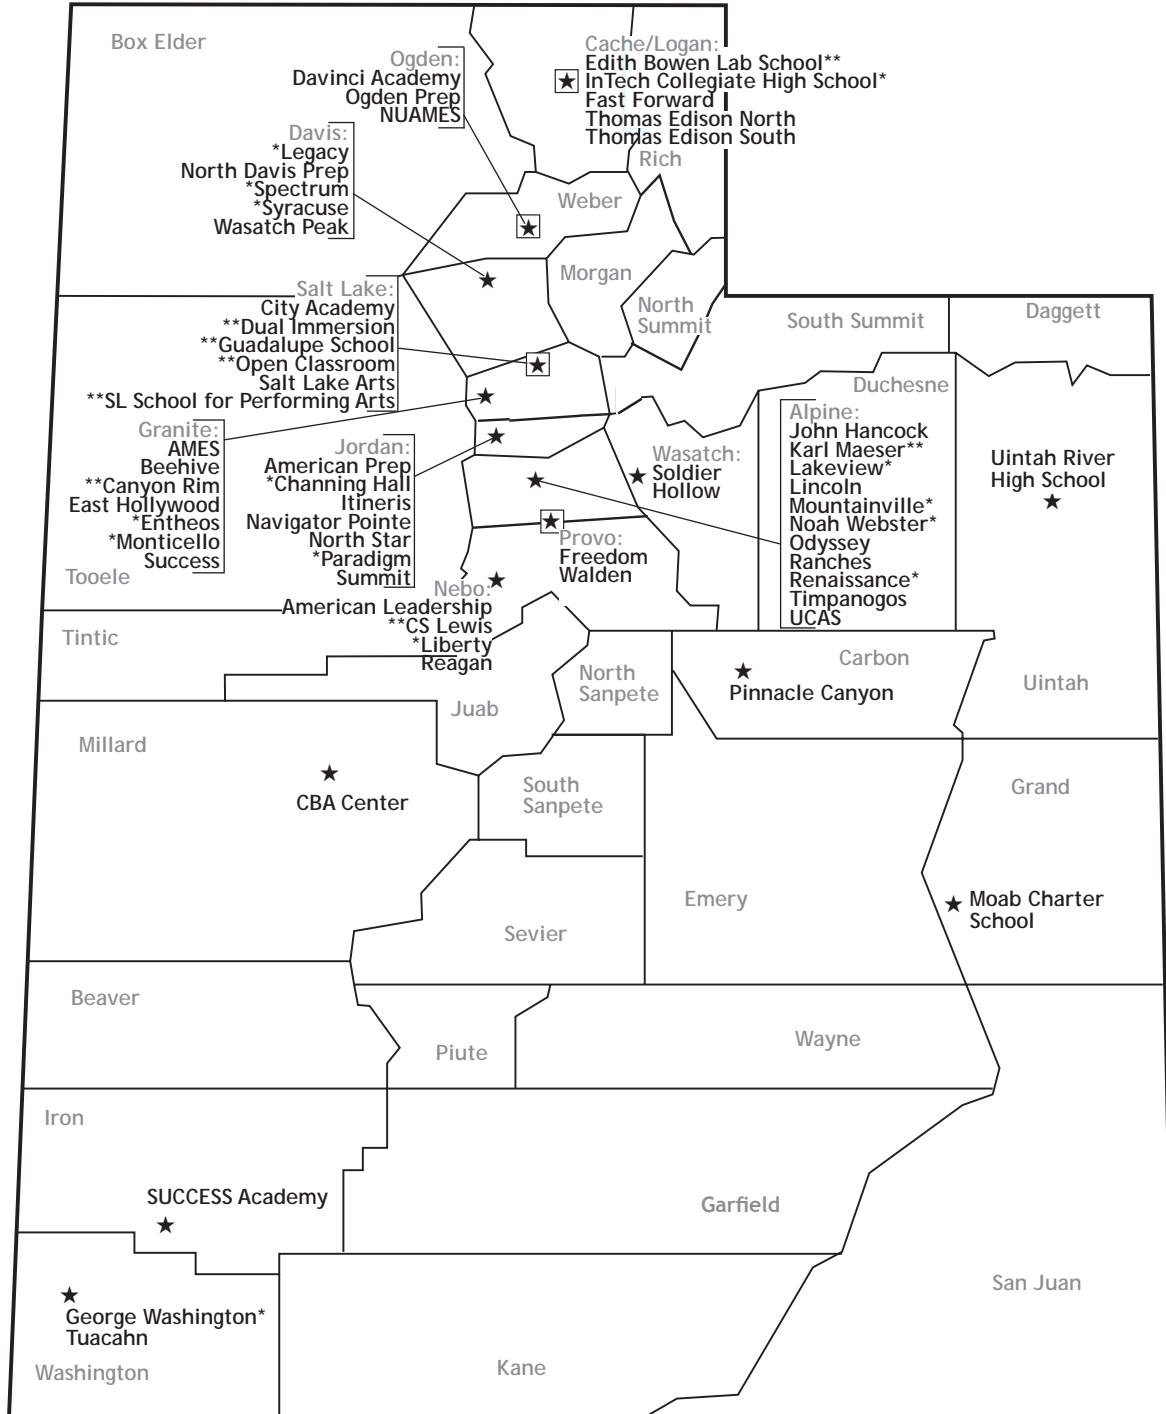 Box Elder
Cache/Logan:
Edith Bowen Lab School**
InTech Collegiate High School*
Fast Forward
Thomas Edison North
Thomas Edison South
Ogden:
Davinci Academy
Ogden Prep
NUAMES
Davis:
*Legacy
North Davis Prep
*Spectrum
*Syracuse
Wasatch Peak
Rich
Weber
Morgan
North
Summit
South Summit
Daggett
Salt Lake:
City Academy
**Dual Immersion
**Guadalupe School
**Open Classroom
Salt Lake Arts
**SL School for Performing Arts
Granite:
AMES
Beehive
**Canyon Rim
East Hollywood
*Entheos
*Monticello
Success
Jordan:
American Prep
*Channing Hall
Itineris
Navigator Pointe
North Star
*Paradigm
Summit
Wasatch:
Soldier
Hollow
Duchesne
Alpine:
John Hancock
Karl Maeser**
Lakeview*
Lincoln
Mountainville*
Noah Webster*
Odyssey
Ranches
Renaissance*
Timpanogos
UCAS
Uintah River
High School
Provo:
Freedom
Walden
Tooele
Nebo:
American Leadership
**CS Lewis
*Liberty
Reagan
Tintic
North
Sanpete
Carbon
Pinnacle Canyon
Uintah
Juab
Millard
CBA Center
South
Sanpete
Grand
Emery
Moab Charter
School
Sevier
Beaver
Piute
Wayne
Iron
SUCCESS Academy
Garfield
San Juan
George Washington*
Tuacahn
Washington
Kane